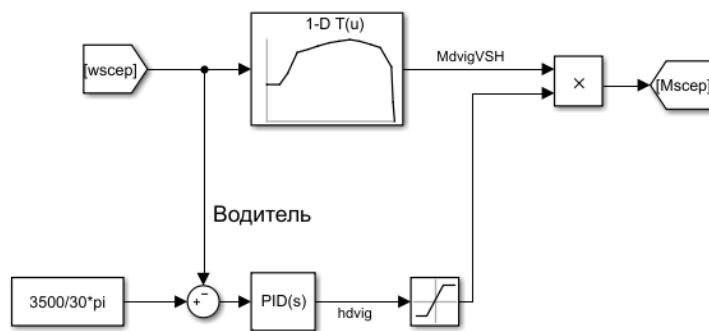 1-D T(u)
[wscep]
MdvigVSH
×
[Mscep]
Водитель
3500/30*pi
+
−
PID(s)
hdvig